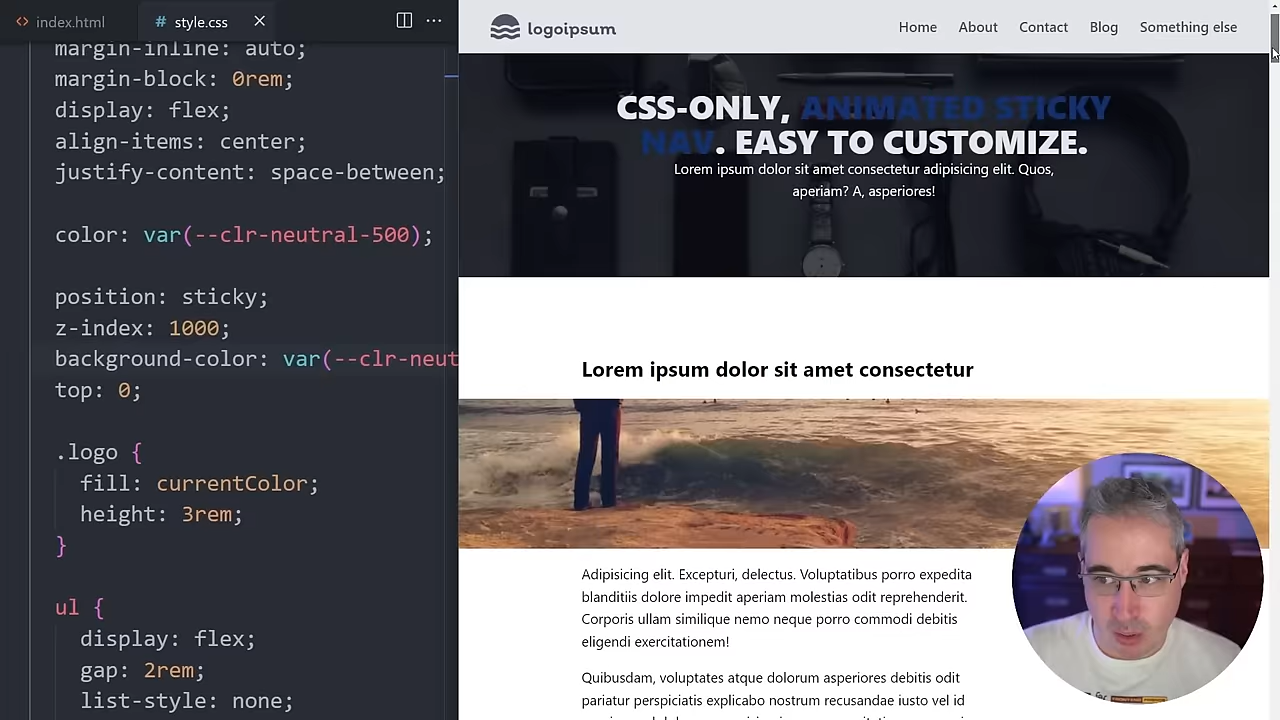 index.html
style.css
margin-inline: auto;
margin-block: 0rem;
display: flex;
align-items: center;
justify-content: space-between;
color: var(--clr-neutral-500);
position: sticky;
z-index: 1000;
background-color: var(--clr-neut
top: 0;
.logo {
fill: currentColor;
height: 3rem;
}
ul {
display: flex;
gap: 2rem;
list-style: none;
logoipsum
Home About Contact Blog Something else
CSS-ONLY, ANIMATED STICKY
NAV. EASY TO CUSTOMIZE.
Lorem ipsum dolor sit amet consectetur adipisicing elit. Quos,
aperiam? A, asperiores!
Lorem ipsum dolor sit amet consectetur
Adipisicing elit. Excepturi, delectus. Voluptatibus porro expedita
blanditiis dolore impedit aperiam molestias odit reprehenderit.
Corporis ullam similique nemo neque porro commodi debitis
eligendi exercitationem!
Quibusdam, voluptates atque dolorum asperiores debitis odit
pariatur perspiciatis explicabo nostrum recusandae iusto vel id